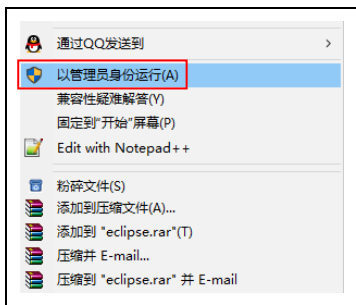 通过QQ发送到
以管理员身份运行(A)
兼容性疑难解答(Y)
固定到"开始"屏幕(P)
Edit with Notepad++
粉碎文件(S)
添加到压缩文件(A)...
添加到 "eclipse.rar"(T)
压缩并 E-mail...
压缩到 "eclipse.rar" 并 E-mail